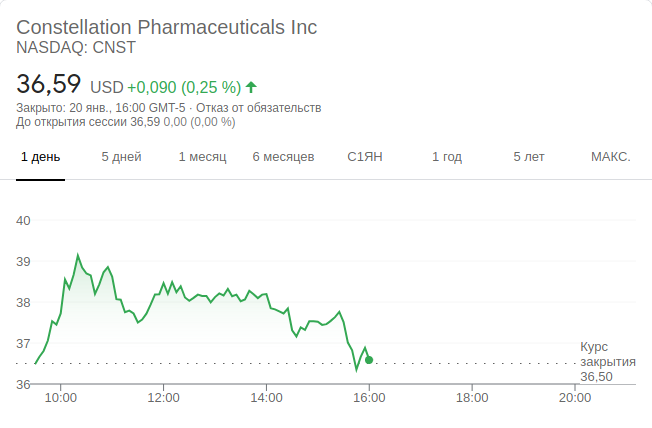 Constellation Pharmaceuticals Inc
NASDAQ: CNST
36,59 USD +0,090 (0,25 %)
Закрыто: 20 янв., 16:00 GMT-5 · Отказ от обязательств
До открытия сессии 36,59 0,00 (0,00 %)
1 день 5 дней 1 месяц 6 месяцев С1ЯН 1 год 5 лет МАКС.
40
39
38
37
Курс
закрытия
36,50
36
10:00 12:00 14:00 16:00 18:00 20:00